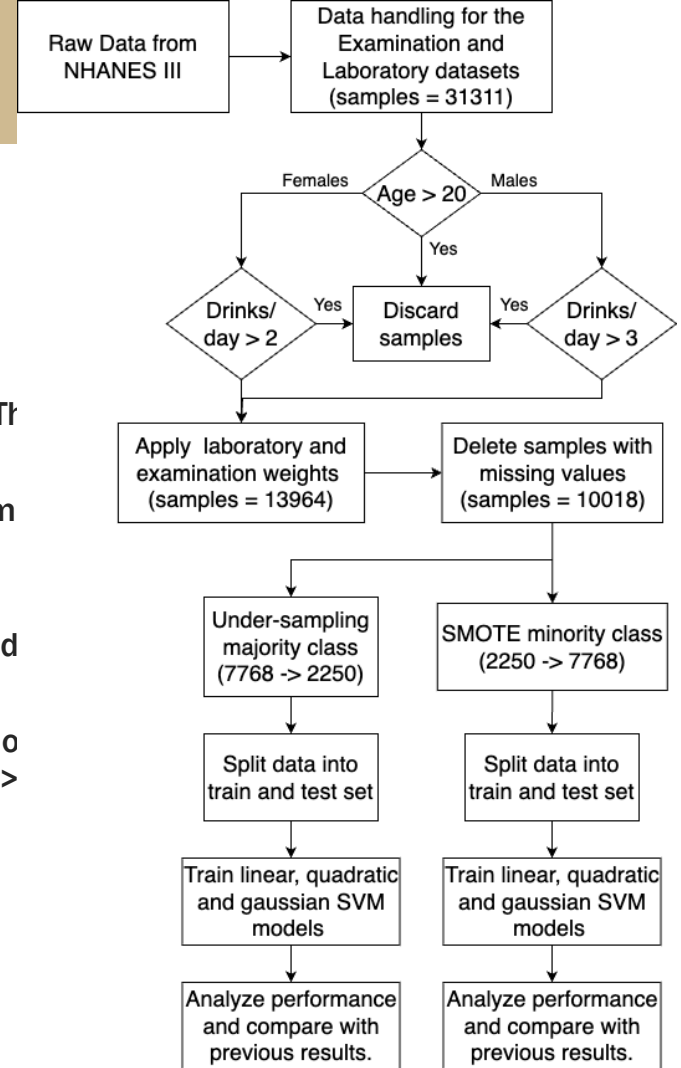 Raw Data from
NHANES III
Data handling for the
Examination and
Laboratory datasets
(samples = 31311)
Females
Age > 20
Males
Yes
Drinks/
day > 2
Yes
Discard
samples
Yes
Drinks/
day > 3
Apply laboratory and
examination weights
(samples = 13964)
Delete samples with
missing values
(samples = 10018)
Under-sampling
majority class
(7768 -> 2250)
SMOTE minority class
(2250 -> 7768)
Split data into
train and test set
Split data into
train and test set
Train linear, quadratic
and gaussian SVM
models
Train linear, quadratic
and gaussian SVM
models
Analyze performance
and compare with
previous results.
Analyze performance
and compare with
previous results.